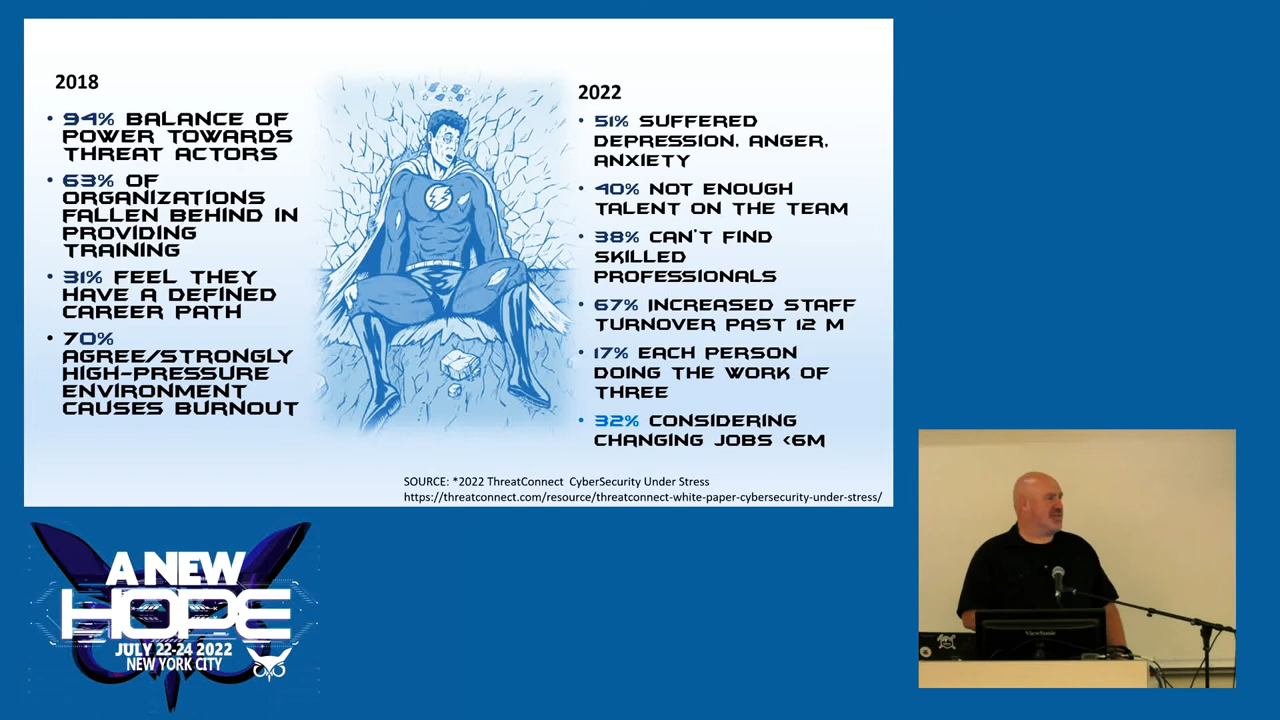 2018
• 94% BALANCE OF
POWER TOWARDS
THREAT ACTORS
• 63% OF
ORGANIZATIONS
FALLEN BEHIND IN
PROVIDING
TRAINING
• 31% FEEL THEY
HAVE A DEFINED
CAREER PATH
• 70%
AGREE/STRONGLY
HIGH-PRESSURE
ENVIRONMENT
CAUSES BURNOUT
2022
• 51% SUFFERED
DEPRESSION, ANGER,
ANXIETY
• 40% NOT ENOUGH
TALENT ON THE TEAM
• 38% CAN'T FIND
SKILLED
PROFESSIONALS
• 67% INCREASED STAFF
TURNOVER PAST 12 M
• 17% EACH PERSON
DOING THE WORK OF
THREE
• 32% CONSIDERING
CHANGING JOBS <6M
SOURCE: *2022 ThreatConnect CyberSecurity Under Stress
https://threatconnect.com/resource/threatconnect-white-paper-cybersecurity-under-stress/
A NEW
HOPE
JULY 22-24 2022
NEW YORK CITY
ViewSonic